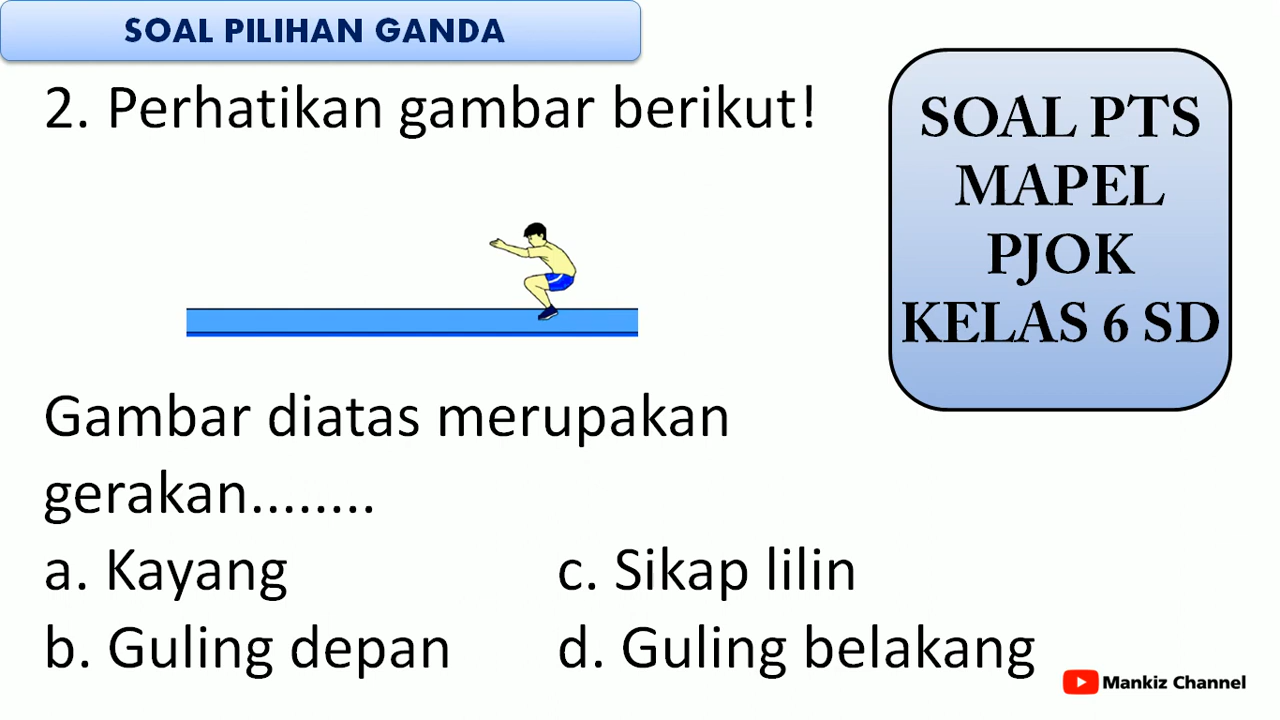 SOAL PILIHAN GANDA
2. Perhatikan gambar berikut!
SOAL PTS
MAPEL
PJOK
KELAS 6 SD
Gambar diatas merupakan
gerakan........
a. Kayang
c. Sikap lilin
b. Guling depan
d. Guling belakang
Mankiz Channel